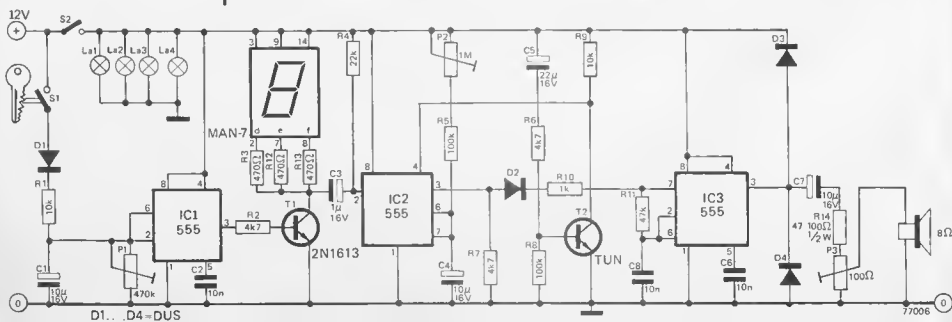 12V
S2
La1 La2 La3 La4
S1
D1
R1
10k
C1
10µ
16V
P1
470k
D1... .D4=DUS
8 4
6
2
IC1
555
3
1 5
C2
10n
R2
4k7
3 9 14
MAN-7
d e f
2 7 8
R3
470Ω
R12
470Ω
R13
470Ω
T1
2N1613
R4
22k
C3
1µ
16V
8
2
IC2
555
4
3
6
7
1
P2
1M
R5
100k
C4
10µ
16V
R7
4k7
C5
22µ
16V
R6
4k7
D2
R8
100k
R9
10k
R10
1k
T2
TUN
R11
47k
C8
10n
8 4
7
2
6
IC3
555
3
1 5
C6
10n
D3
D4
C7
10µ
16V
47
R14
100Ω
1/2W
P3
100Ω
8Ω
77006
0
0